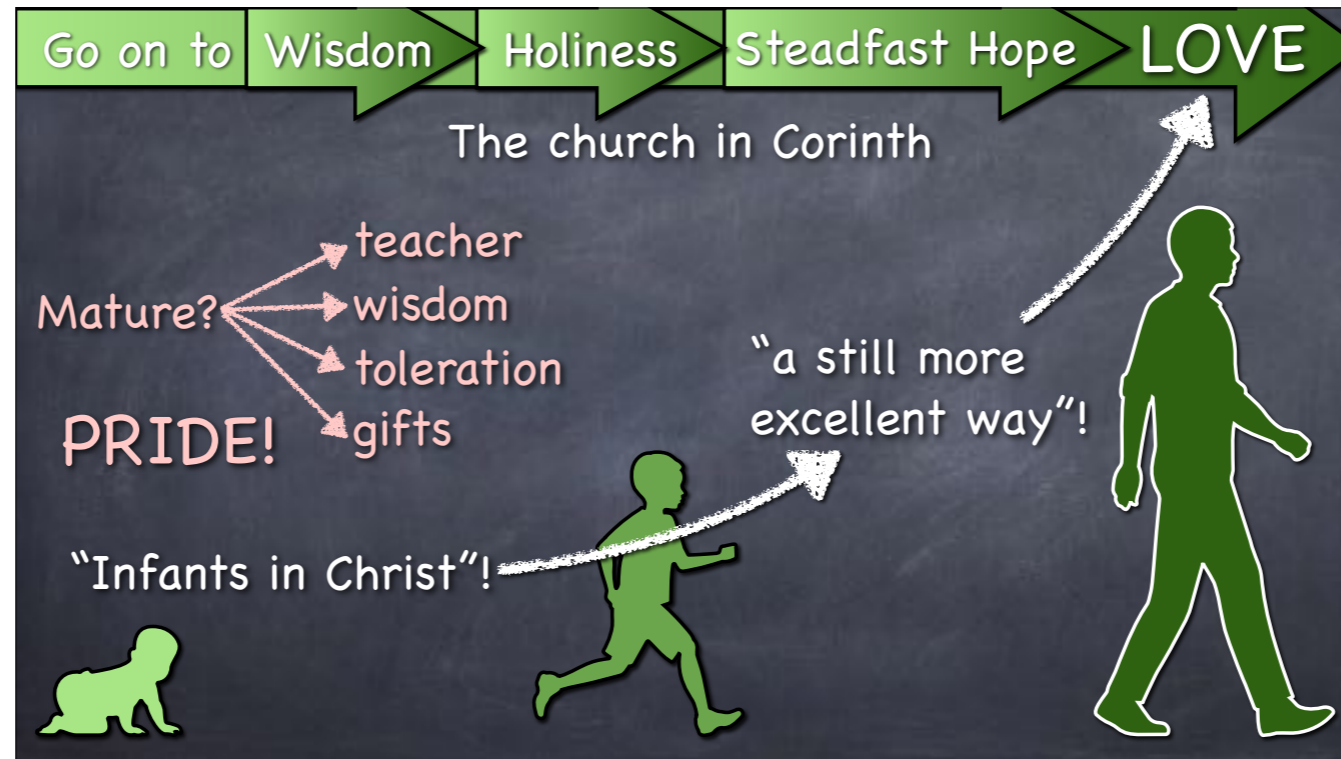 Go on to Wisdom Holiness Steadfast Hope LOVE
The church in Corinth
teacher
Mature? wisdom
toleration
PRIDE! gifts
“a still more
excellent way”!
“Infants in Christ”!